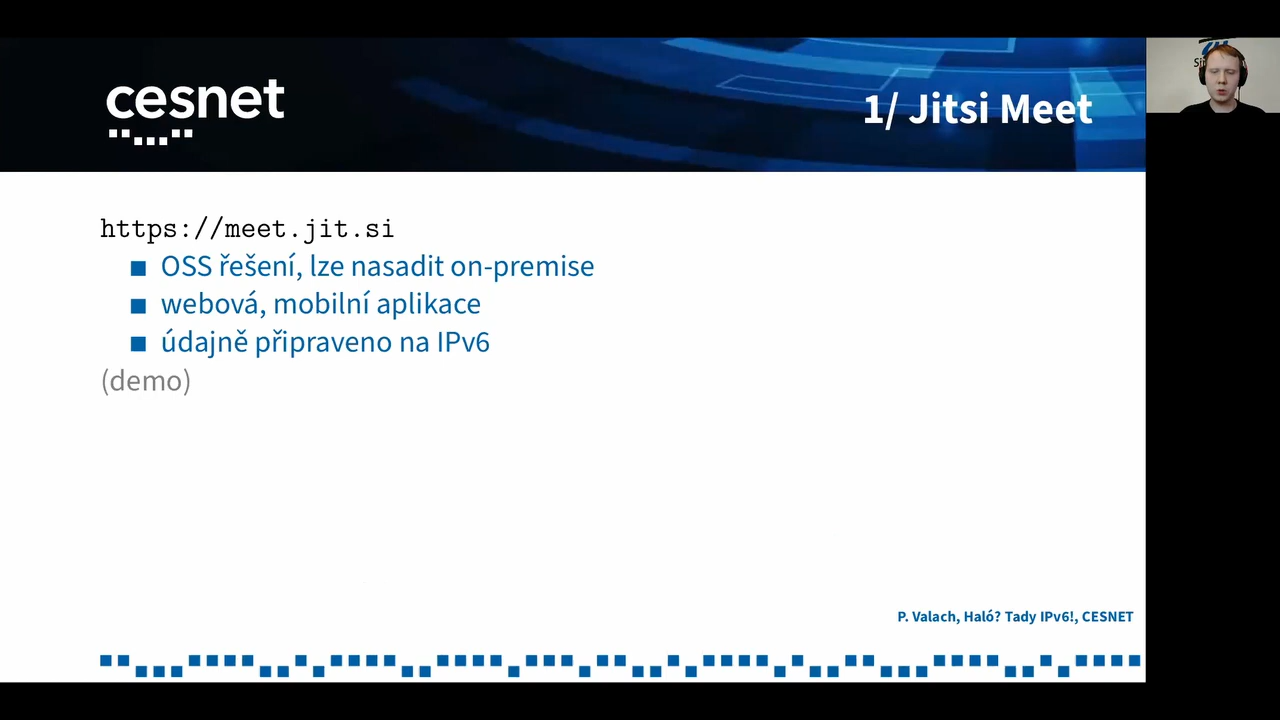 cesnet
1/ Jitsi Meet
https://meet.jit.si
OSS řešení, lze nasadit on-premise
webová, mobilní aplikace
údajně připraveno na IPv6
(demo)
P. Valach, Haló? Tady IPv6!, CESNET